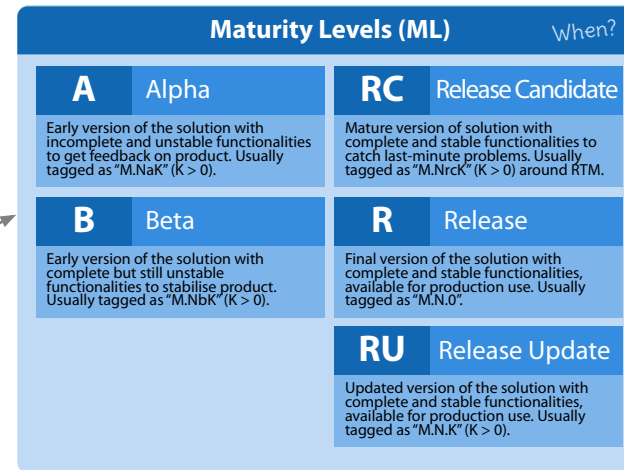 Maturity Levels (ML)
When?
A Alpha
Early version of the solution with
incomplete and unstable functionalities
to get feedback on product. Usually
tagged as “M.NaK” (K > 0).
B Beta
Early version of the solution with
complete but still unstable
functionalities to stabilise product.
Usually tagged as “M.NbK” (K > 0).
RC Release Candidate
Mature version of solution with
complete and stable functionalities to
catch last-minute problems. Usually
tagged as “M.NrcK” (K > 0) around RTM.
R Release
Final version of the solution with
complete and stable functionalities,
available for production use. Usually
tagged as “M.N.0”.
RU Release Update
Updated version of the solution with
complete and stable functionalities,
available for production use. Usually
tagged as “M.N.K” (K > 0).